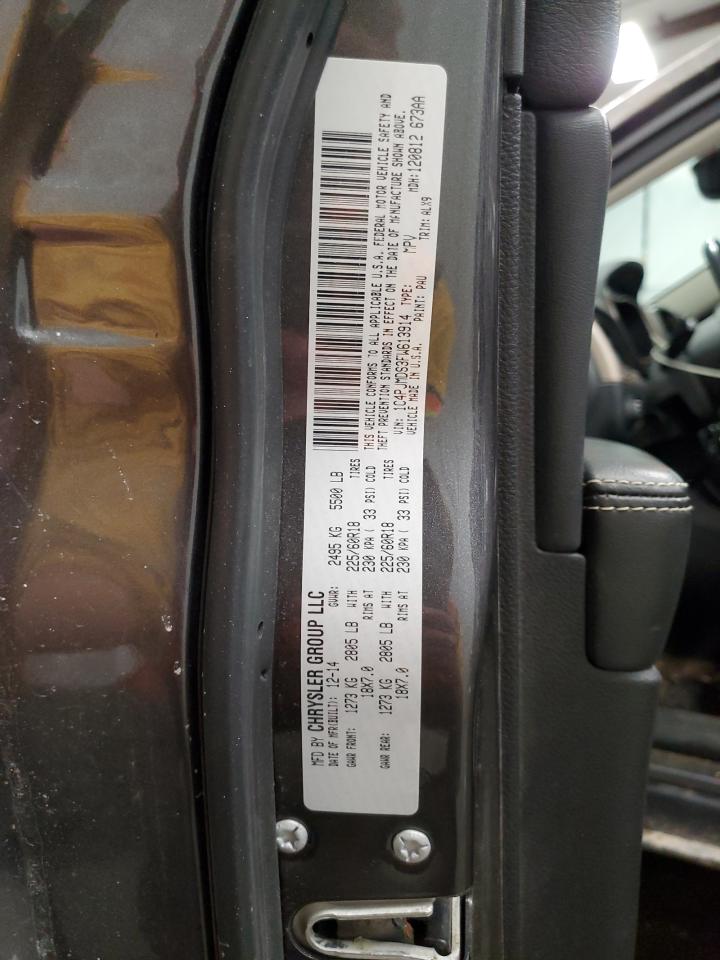 MFD BY CHRYSLER GROUP LLC
DATE OF MFR(BUILT): 12-14 GVWR: 2495 KG 5500 LB
GAWR FRONT: 1273 KG 2805 LB WITH 225/60R18 TIRES
18X7.0 RIMS AT 230 KPA ( 33 PSI) COLD
GAWR REAR: 1273 KG 2805 LB WITH 225/60R18 TIRES
18X7.0 RIMS AT 230 KPA ( 33 PSI) COLD
THIS VEHICLE CONFORMS TO ALL APPLICABLE U.S.A. FEDERAL MOTOR VEHICLE SAFETY AND
THEFT PREVENTION STANDARDS IN EFFECT ON THE DATE OF MANUFACTURE SHOWN ABOVE.
VIN: 1C4PJMDS3FW613914 TYPE: MPV MDH:120812 673AA
VEHICLE MADE IN U.S.A. PAINT: PAU TRIM: ALX9